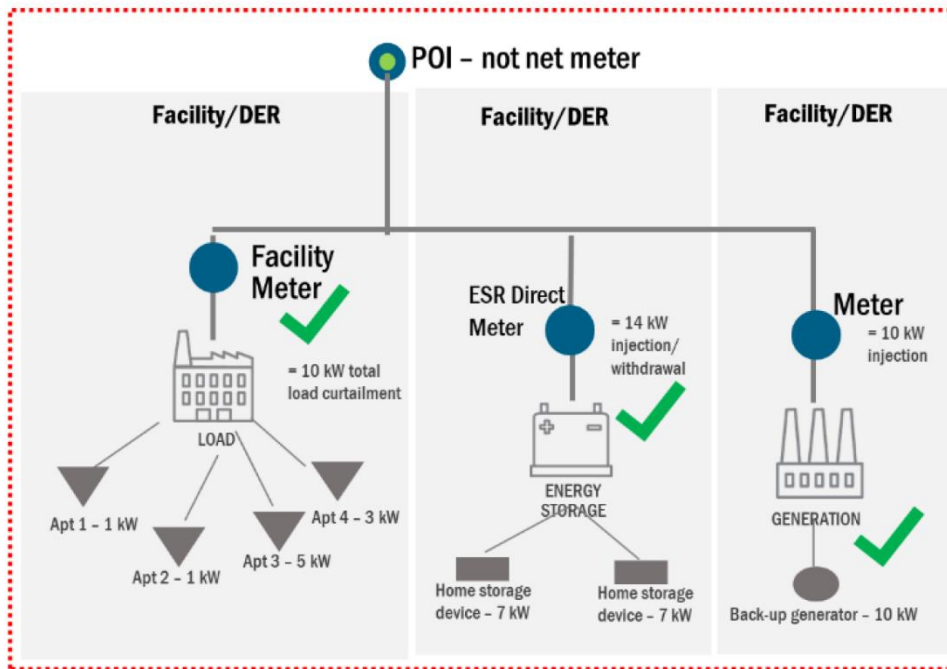 POI – not net meter
Facility/DER
Facility
Meter
= 10 kW total
load curtailment
LOAD
Apt 1 – 1 kW
Apt 2 – 1 kW
Apt 3 – 5 kW
Apt 4 – 3 kW
Facility/DER
ESR Direct
Meter
= 14 kW
injection/
withdrawal
ENERGY
STORAGE
Home storage
device – 7 kW
Home storage
device – 7 kW
Facility/DER
Meter
= 10 kW
injection
GENERATION
Back-up generator – 10 kW